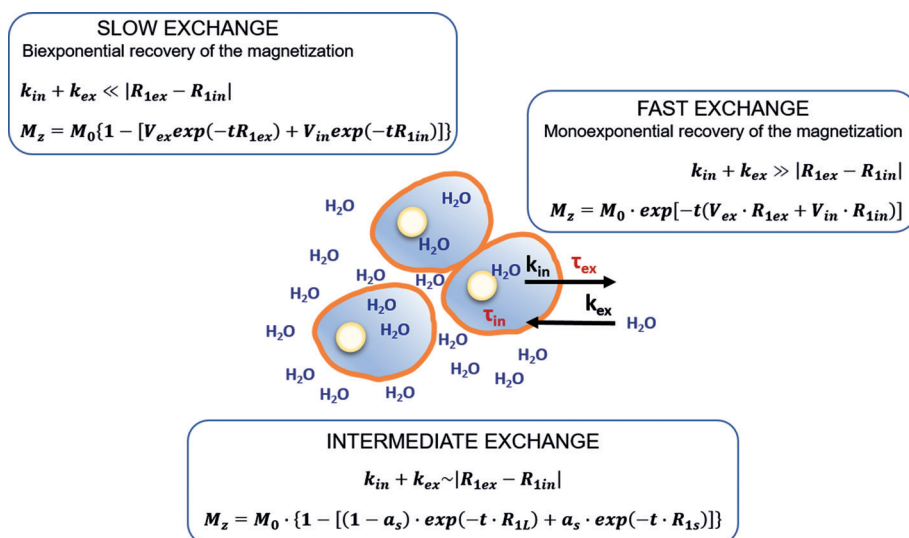 SLOW EXCHANGE
Biexponential recovery of the magnetization
k_in + k_ex ≪ |R_1ex − R_1in|
M_z = M_0{1 − [V_ex exp(−tR_1ex) + V_in exp(−tR_1in)]}
FAST EXCHANGE
Monoexponential recovery of the magnetization
k_in + k_ex ≫ |R_1ex − R_1in|
M_z = M_0 · exp[−t(V_ex · R_1ex + V_in · R_1in)]
H₂O
H₂O
H₂O
H₂O
H₂O
H₂O
H₂O k_in τ_ex
H₂O
H₂O
H₂O
k_ex
τ_in
H₂O
H₂O
H₂O
H₂O
H₂O
H₂O
H₂O
H₂O
H₂O
H₂O
INTERMEDIATE EXCHANGE
k_in + k_ex~|R_1ex − R_1in|
M_z = M_0 · {1 − [(1 − a_s) · exp(−t · R_1L) + a_s · exp(−t · R_1s)]}